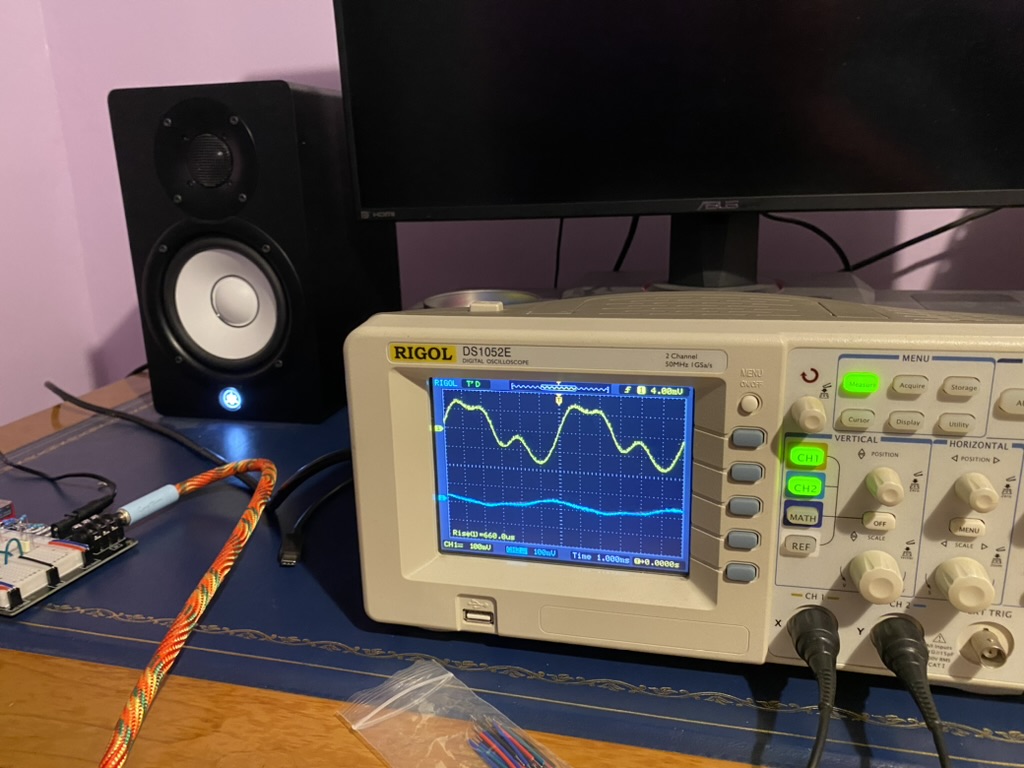 HDMI
ASUS
RIGOL DS1052E
DIGITAL OSCILLOSCOPE
2 Channel
50MHz 1GSa/s
MENU
ON/OFF
RIGOL T'D 4.00mV
Rise(1)=660.0us
CH1= 100mV 100mV Time 1.000ms 0.0000s
MENU
Measure Acquire Storage
Cursor Display Utility
VERTICAL
HORIZONTAL
CH1
POSITION
POSITION
CH2
MATH
OFF
MENU
REF
SCALE
SCALE
CH 1
CH 2
EXT TRIG
X
Y
CAT I